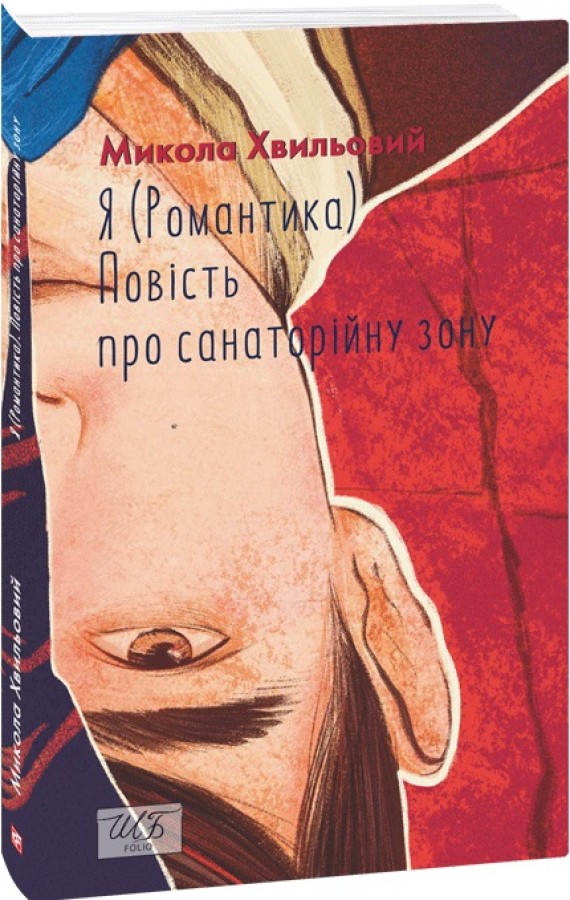 Микола Хвильовий
Я (Романтика)
Повість
про санаторійну зону
ШБ
FOLIO
Микола Хвильовий
Я (Романтика). Повість про санаторійну зону